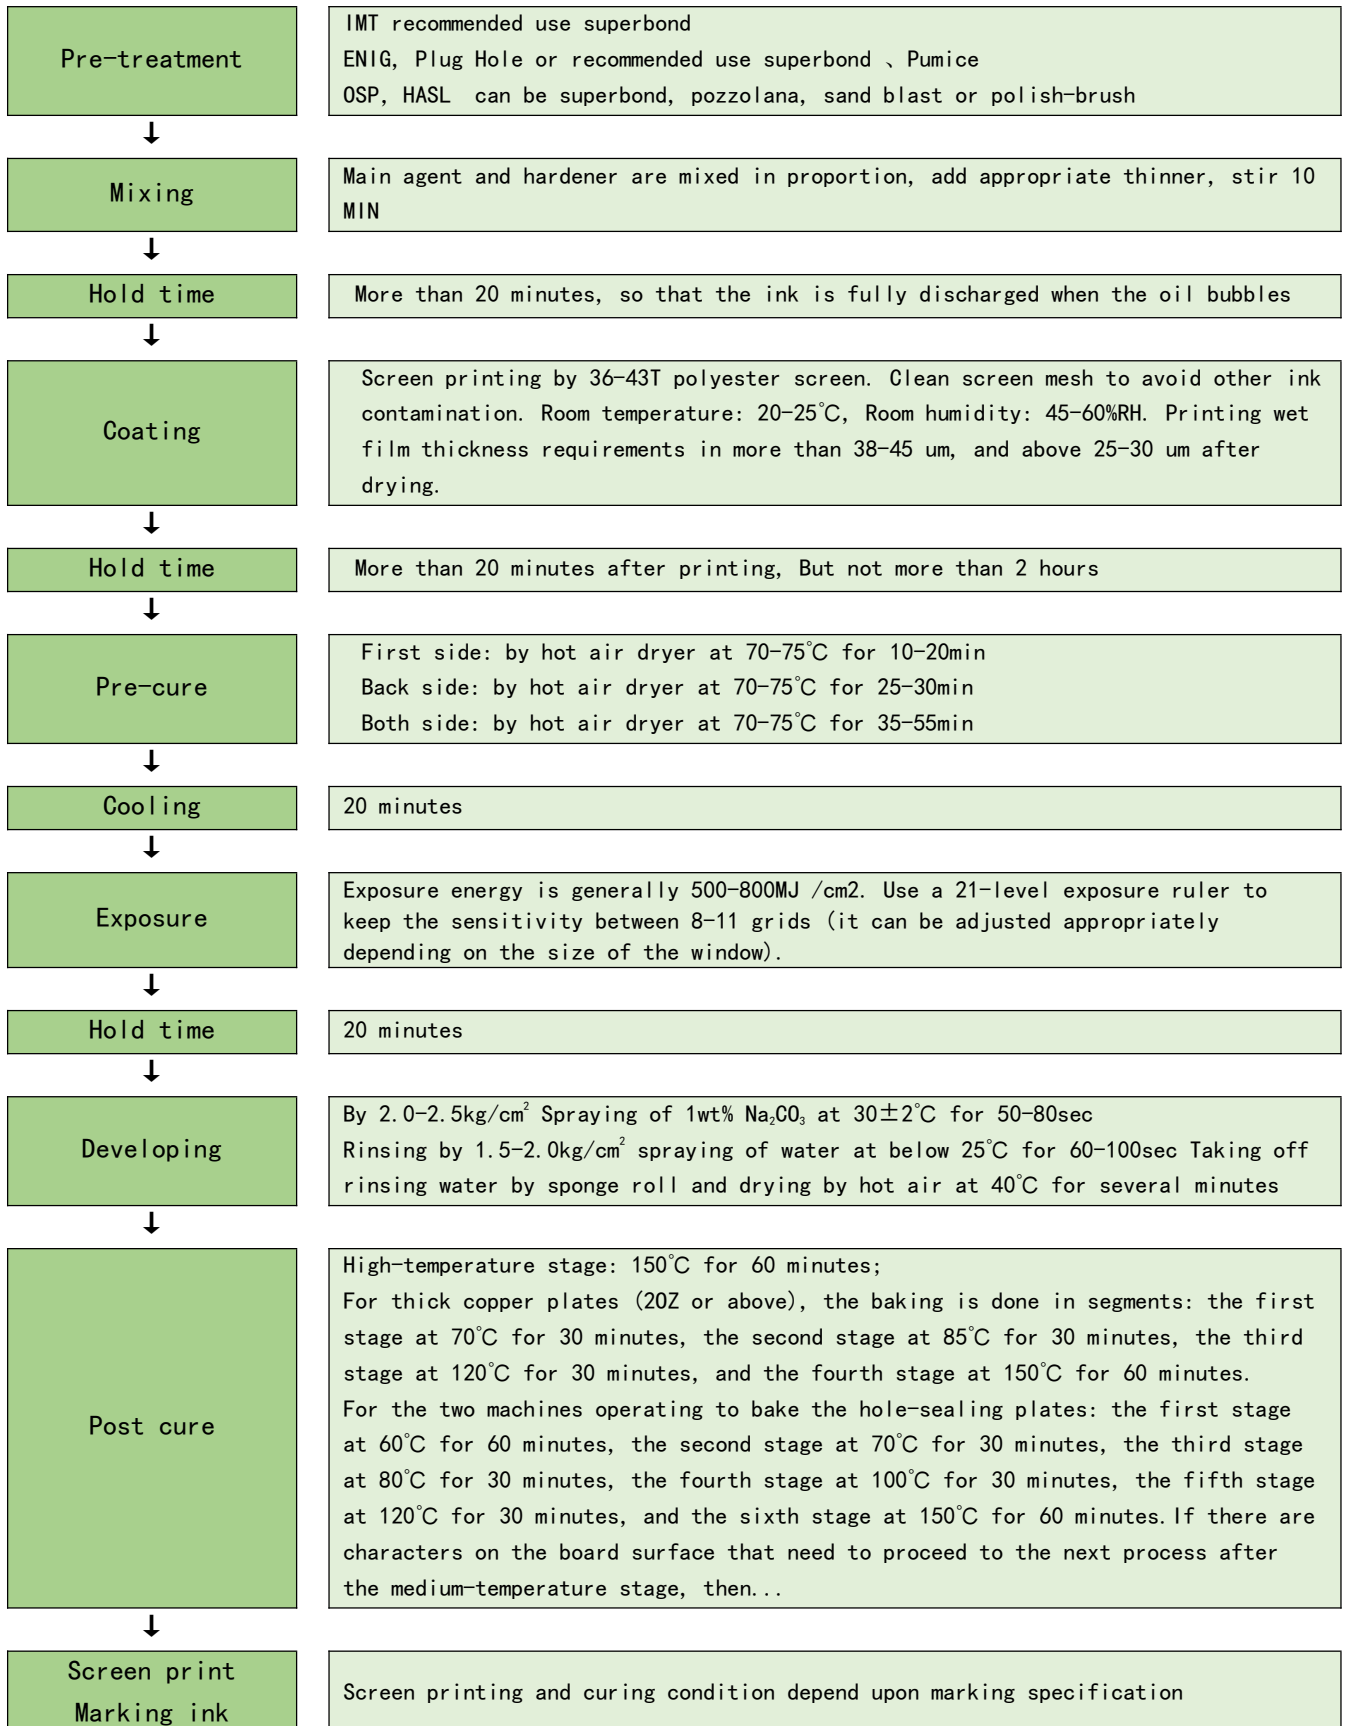 Pre-treatment
IMT recommended use superbond
ENIG, Plug Hole or recommended use superbond 、Pumice
OSP, HASL  can be superbond, pozzolana, sand blast or polish-brush
↓
Mixing
Main agent and hardener are mixed in proportion, add appropriate thinner, stir 10
MIN
↓
Hold time
More than 20 minutes, so that the ink is fully discharged when the oil bubbles
↓
Coating
Screen printing by 36-43T polyester screen. Clean screen mesh to avoid other ink
contamination. Room temperature: 20-25℃, Room humidity: 45-60%RH. Printing wet
film thickness requirements in more than 38-45 um, and above 25-30 um after
drying.
↓
Hold time
More than 20 minutes after printing, But not more than 2 hours
↓
Pre-cure
First side: by hot air dryer at 70-75℃ for 10-20min
Back side: by hot air dryer at 70-75℃ for 25-30min
Both side: by hot air dryer at 70-75℃ for 35-55min
↓
Cooling
20 minutes
↓
Exposure
Exposure energy is generally 500-800MJ /cm2. Use a 21-level exposure ruler to
keep the sensitivity between 8-11 grids (it can be adjusted appropriately
depending on the size of the window).
↓
Hold time
20 minutes
↓
Developing
By 2.0-2.5kg/cm² Spraying of 1wt% Na₂CO₃ at 30±2℃ for 50-80sec
Rinsing by 1.5-2.0kg/cm² spraying of water at below 25℃ for 60-100sec Taking off
rinsing water by sponge roll and drying by hot air at 40℃ for several minutes
↓
Post cure
High-temperature stage: 150℃ for 60 minutes;
For thick copper plates (2OZ or above), the baking is done in segments: the first
stage at 70℃ for 30 minutes, the second stage at 85℃ for 30 minutes, the third
stage at 120℃ for 30 minutes, and the fourth stage at 150℃ for 60 minutes.
For the two machines operating to bake the hole-sealing plates: the first stage
at 60℃ for 60 minutes, the second stage at 70℃ for 30 minutes, the third stage
at 80℃ for 30 minutes, the fourth stage at 100℃ for 30 minutes, the fifth stage
at 120℃ for 30 minutes, and the sixth stage at 150℃ for 60 minutes.If there are
characters on the board surface that need to proceed to the next process after
the medium-temperature stage, then...
↓
Screen print
Marking ink
Screen printing and curing condition depend upon marking specification